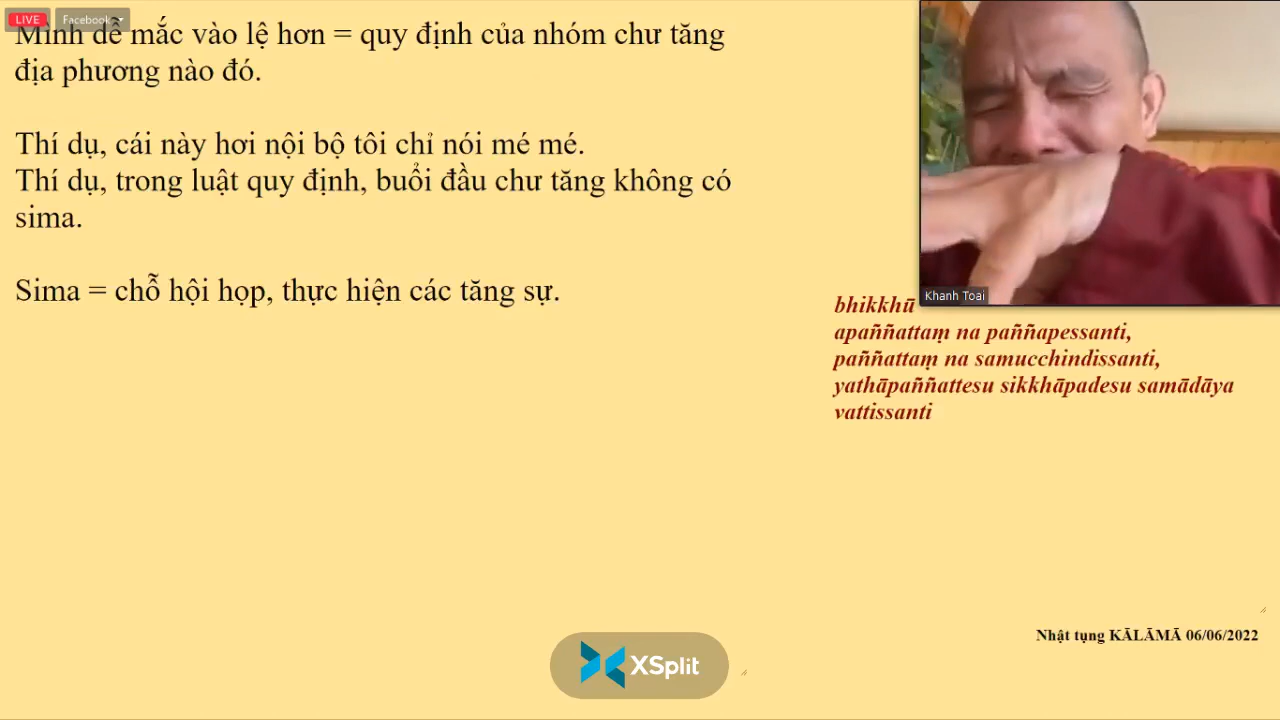 LIVE
Facebook
Mình dễ mắc vào lệ hơn = quy định của nhóm chư tăng
địa phương nào đó.
Thí dụ, cái này hơi nội bộ tôi chỉ nói mé mé.
Thí dụ, trong luật quy định, buổi đầu chư tăng không có
sima.
Sima = chỗ hội họp, thực hiện các tăng sự.
Khanh Toai
bhikkhū
apaññattaṃ na paññapessanti,
paññattaṃ na samucchindissanti,
yathāpaññattesu sikkhāpadesu samādāya
vattissanti
Nhật tụng KĀLĀMĀ 06/06/2022
XSplit